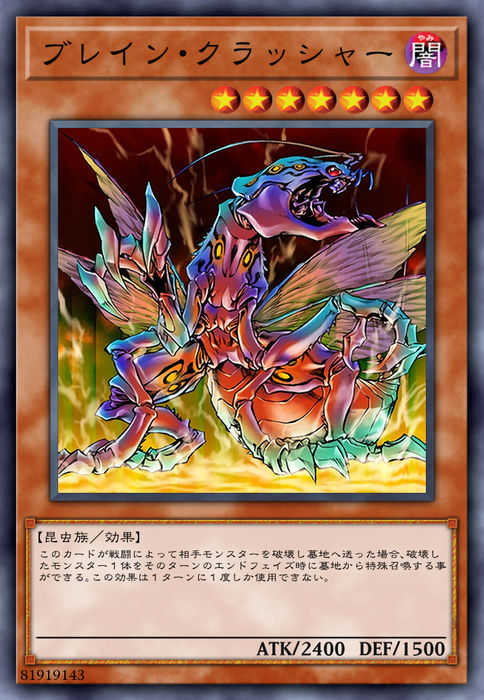 ブレイン・クラッシャー
やみ
闇
【昆虫族／効果】
このカードが戦闘によって相手モンスターを破壊し墓地へ送った場合、破壊し
たモンスター1体をそのターンのエンドフェイズ時に墓地から特殊召喚する事
ができる。この効果は1ターンに1度しか使用できない。
ATK/2400 DEF/1500
81919143